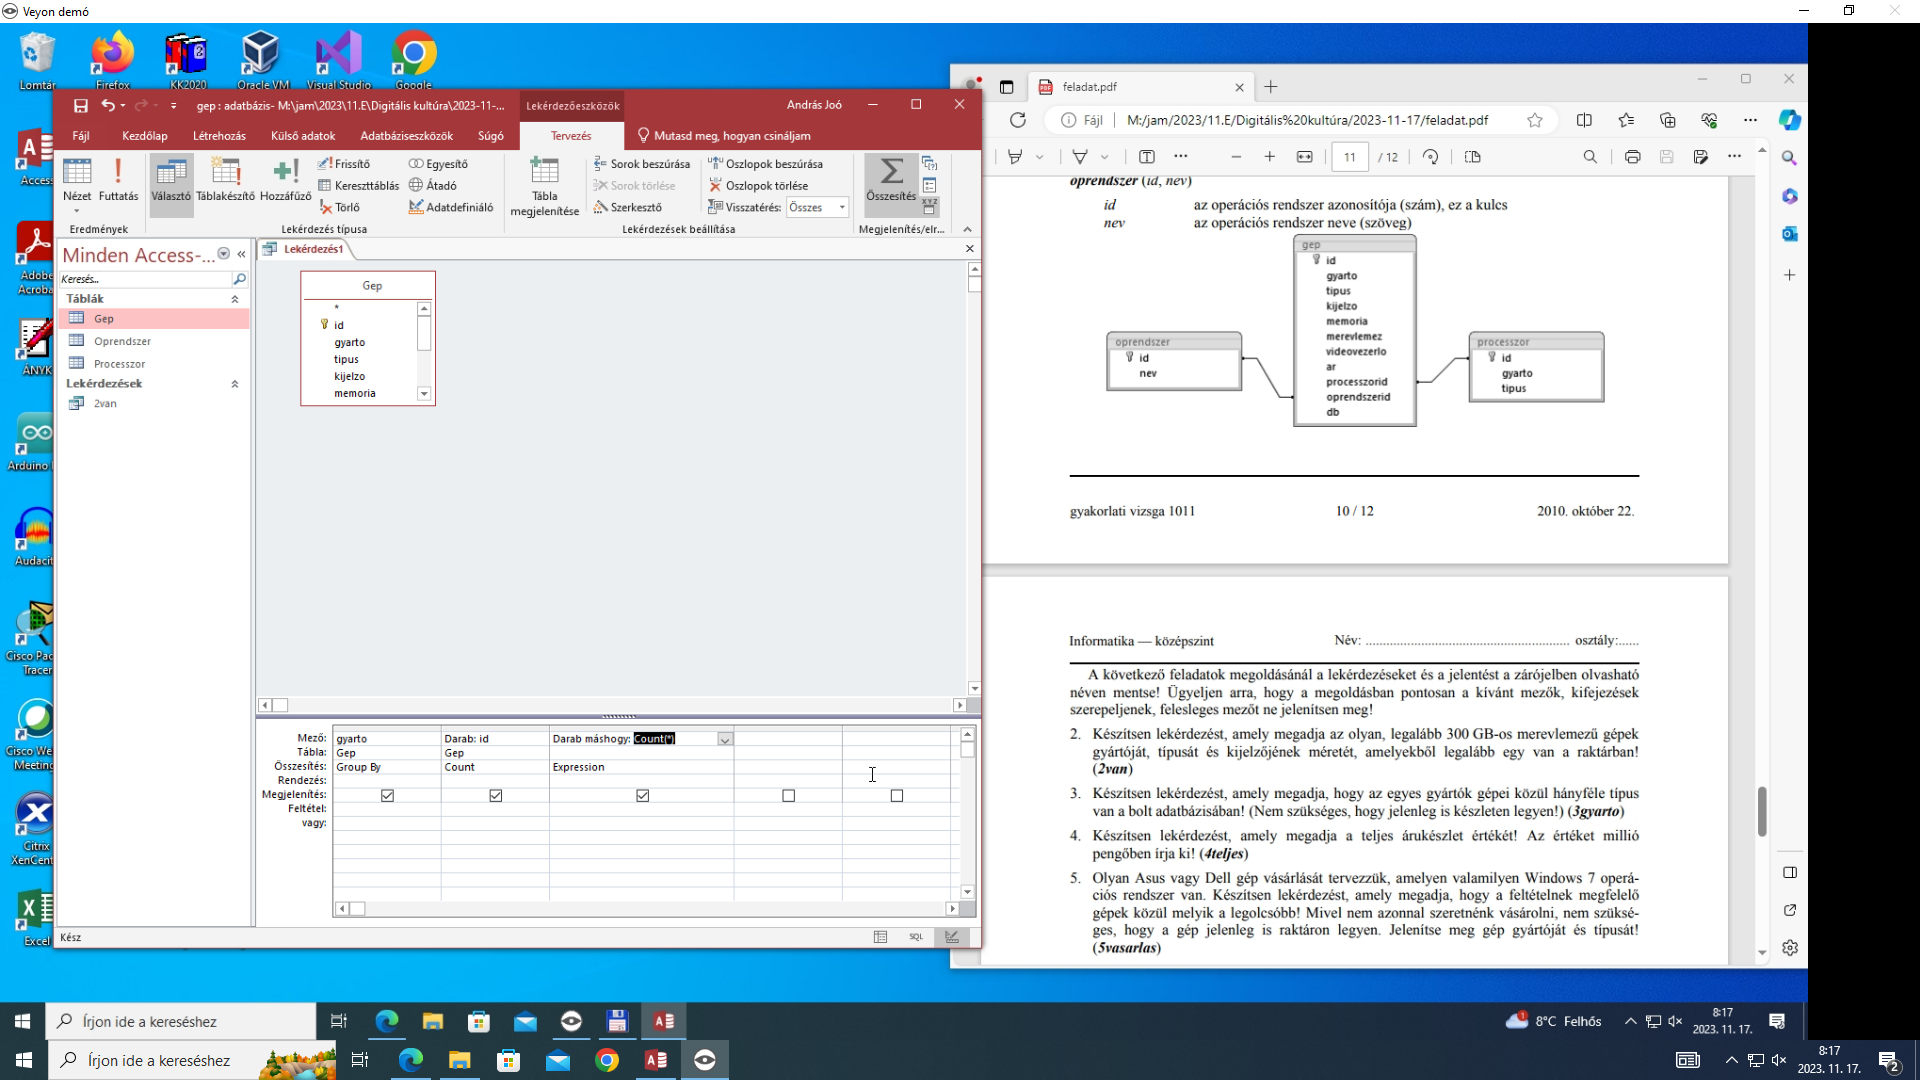 Veyon demó
Lomtár
Firefox
KK2020
Oracle VM
Visual Studio
Google
gep : adatbázis- M:\jam\2023\11.E\Digitális kultúra\2023-11-...
Lekérdezőeszközök
András Joó
Fájl
Kezdőlap
Létrehozás
Külső adatok
Adatbáziseszközök
Súgó
Tervezés
Mutasd meg, hogyan csináljam
Nézet
Futtatás
Eredmények
Választó
Táblakészítő
Hozzáfűző
Frissítő
Kereszttáblás
Törlő
Egyesítő
Átadó
Adatdefiniáló
Lekérdezés típusa
Tábla
megjelenítése
Sorok beszúrása
Sorok törlése
Szerkesztő
Oszlopok beszúrása
Oszlopok törlése
Visszatérés:
Összes
Lekérdezések beállítása
Összesítés
Megjelenítés/elr...
Minden Access-...
Keresés...
Táblák
Gep
Oprendszer
Processzor
Lekérdezések
2van
Lekérdezés1
Gep
*
id
gyarto
tipus
kijelzo
memoria
Mező: gyarto Darab: id Darab máshogy: Count(*)
Tábla: Gep Gep
Összesítés: Group By Count Expression
Rendezés:
Megjelenítés:
Feltétel:
vagy:
Kész
SQL
Access
Adobe
Acroba
ÁNYK
Arduino
Audacit
Cisco Pac
Tracer
Cisco We
Meeting
Citrix
XenCent
Excel
feladat.pdf
Fájl
M:/jam/2023/11.E/Digitális%20kultúra/2023-11-17/feladat.pdf
11 / 12
oprendszer (id, nev)
id az operációs rendszer azonosítója (szám), ez a kulcs
nev az operációs rendszer neve (szöveg)
gep
id
gyarto
tipus
kijelzo
memoria
merevlemez
videovezerlo
ar
processzorid
oprendszerid
db
oprendszer
id
nev
processzor
id
gyarto
tipus
gyakorlati vizsga 1011 10 / 12 2010. október 22.
Informatika — középszint Név: ................................................................ osztály:......
A következő feladatok megoldásánál a lekérdezéseket és a jelentést a zárójelben olvasható
néven mentse! Ügyeljen arra, hogy a megoldásban pontosan a kívánt mezők, kifejezések
szerepeljenek, felesleges mezőt ne jelenítsen meg!
2. Készítsen lekérdezést, amely megadja az olyan, legalább 300 GB-os merevlemezű gépek
gyártóját, típusát és kijelzőjének méretét, amelyekből legalább egy van a raktárban!
(2van)
3. Készítsen lekérdezést, amely megadja, hogy az egyes gyártók gépei közül hányféle típus
van a bolt adatbázisában! (Nem szükséges, hogy jelenleg is készleten legyen!) (3gyarto)
4. Készítsen lekérdezést, amely megadja a teljes árukészlet értékét! Az értéket millió
pengőben írja ki! (4teljes)
5. Olyan Asus vagy Dell gép vásárlását tervezzük, amelyen valamilyen Windows 7 operá-
ciós rendszer van. Készítsen lekérdezést, amely megadja, hogy a feltételnek megfelelő
gépek közül melyik a legolcsóbb! Mivel nem azonnal szeretnénk vásárolni, nem szüksé-
ges, hogy a gép jelenleg is raktáron legyen. Jelenítse meg gép gyártóját és típusát!
(5vasarlas)
Írjon ide a kereséshez
8°C Felhős
8:17
2023. 11. 17.
Írjon ide a kereséshez
8:17
2023. 11. 17.
2